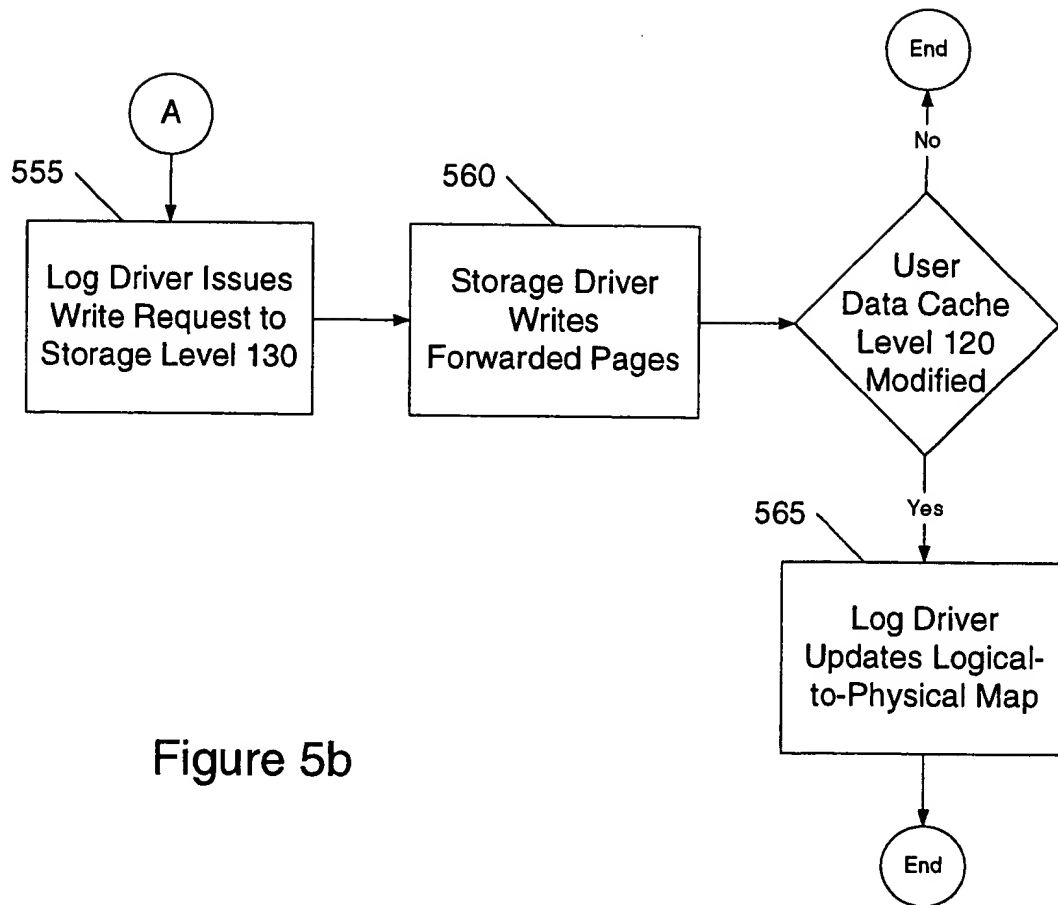 End
A
No
555
560
Log Driver Issues
Write Request to
Storage Level 130
Storage Driver
Writes
Forwarded Pages
User
Data Cache
Level 120
Modified
Yes
565
Log Driver
Updates Logical-
to-Physical Map
Figure 5b
End